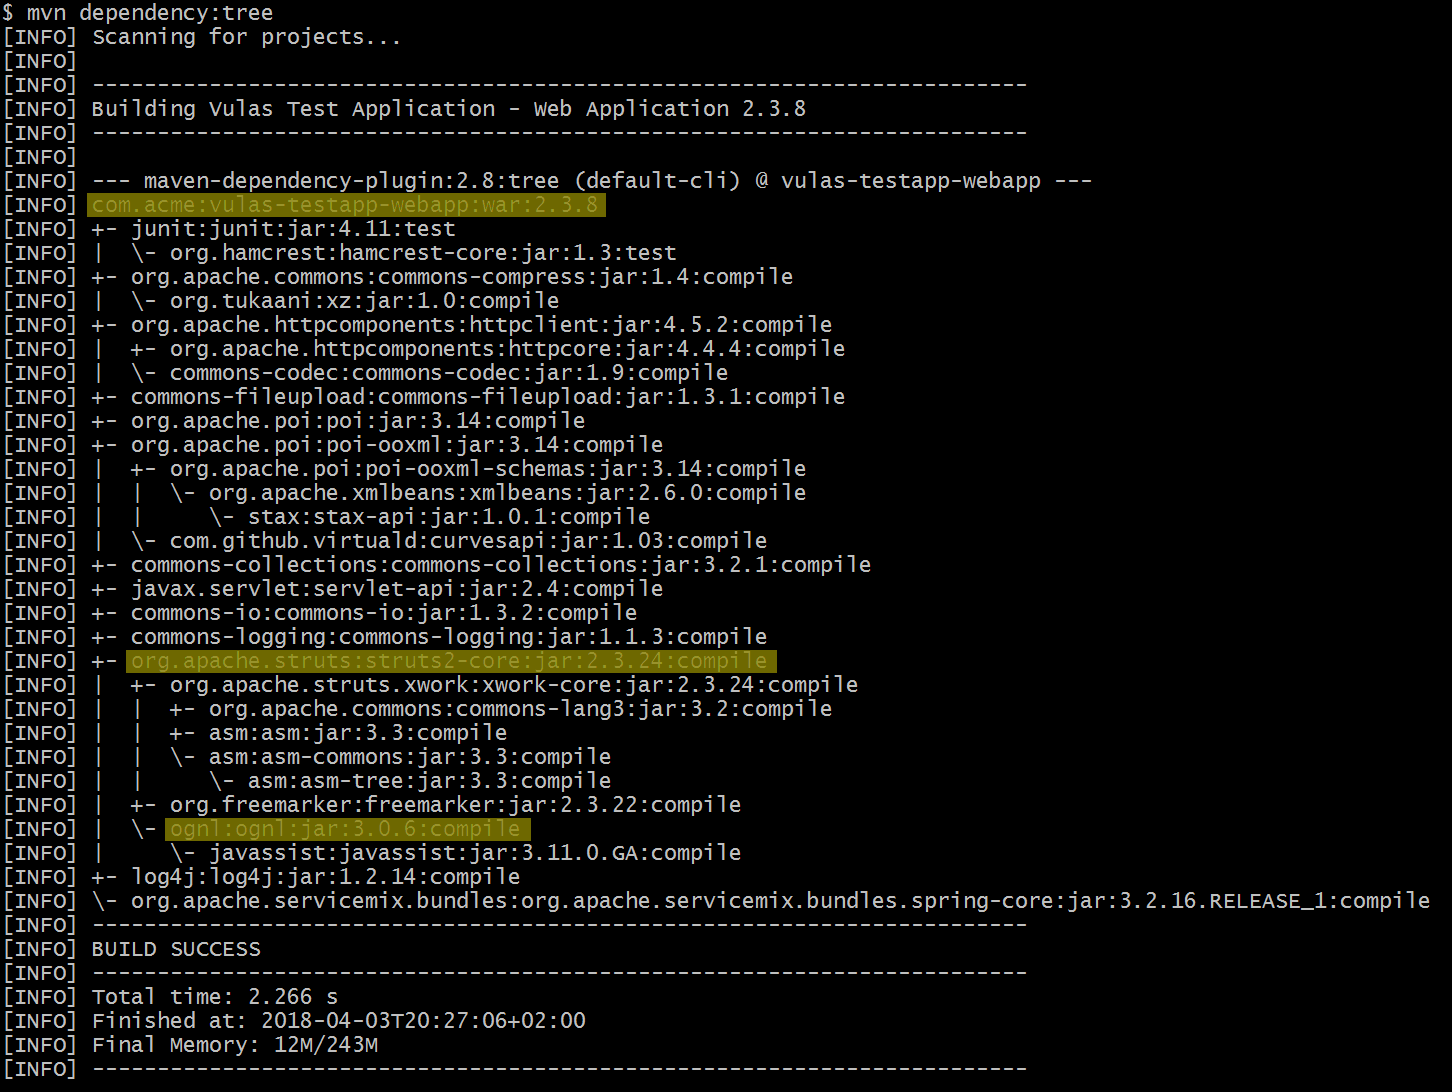 $ mvn dependency:tree
[INFO] Scanning for projects...
[INFO]
[INFO] ------------------------------------------------------------------------
[INFO] Building Vulas Test Application - Web Application 2.3.8
[INFO] ------------------------------------------------------------------------
[INFO]
[INFO] --- maven-dependency-plugin:2.8:tree (default-cli) @ vulas-testapp-webapp ---
[INFO] com.acme:vulas-testapp-webapp:war:2.3.8
[INFO] +- junit:junit:jar:4.11:test
[INFO] |  \- org.hamcrest:hamcrest-core:jar:1.3:test
[INFO] +- org.apache.commons:commons-compress:jar:1.4:compile
[INFO] |  \- org.tukaani:xz:jar:1.0:compile
[INFO] +- org.apache.httpcomponents:httpclient:jar:4.5.2:compile
[INFO] |  +- org.apache.httpcomponents:httpcore:jar:4.4.4:compile
[INFO] |  \- commons-codec:commons-codec:jar:1.9:compile
[INFO] +- commons-fileupload:commons-fileupload:jar:1.3.1:compile
[INFO] +- org.apache.poi:poi:jar:3.14:compile
[INFO] +- org.apache.poi:poi-ooxml:jar:3.14:compile
[INFO] |  +- org.apache.poi:poi-ooxml-schemas:jar:3.14:compile
[INFO] |  |  \- org.apache.xmlbeans:xmlbeans:jar:2.6.0:compile
[INFO] |  |     \- stax:stax-api:jar:1.0.1:compile
[INFO] |  \- com.github.virtuald:curvesapi:jar:1.03:compile
[INFO] +- commons-collections:commons-collections:jar:3.2.1:compile
[INFO] +- javax.servlet:servlet-api:jar:2.4:compile
[INFO] +- commons-io:commons-io:jar:1.3.2:compile
[INFO] +- commons-logging:commons-logging:jar:1.1.3:compile
[INFO] +- org.apache.struts:struts2-core:jar:2.3.24:compile
[INFO] |  +- org.apache.struts.xwork:xwork-core:jar:2.3.24:compile
[INFO] |  |  +- org.apache.commons:commons-lang3:jar:3.2:compile
[INFO] |  |  +- asm:asm:jar:3.3:compile
[INFO] |  |  \- asm:asm-commons:jar:3.3:compile
[INFO] |  |     \- asm:asm-tree:jar:3.3:compile
[INFO] |  +- org.freemarker:freemarker:jar:2.3.22:compile
[INFO] |  \- ognl:ognl:jar:3.0.6:compile
[INFO] |     \- javassist:javassist:jar:3.11.0.GA:compile
[INFO] +- log4j:log4j:jar:1.2.14:compile
[INFO] \- org.apache.servicemix.bundles:org.apache.servicemix.bundles.spring-core:jar:3.2.16.RELEASE_1:compile
[INFO] ------------------------------------------------------------------------
[INFO] BUILD SUCCESS
[INFO] ------------------------------------------------------------------------
[INFO] Total time: 2.266 s
[INFO] Finished at: 2018-04-03T20:27:06+02:00
[INFO] Final Memory: 12M/243M
[INFO] ------------------------------------------------------------------------